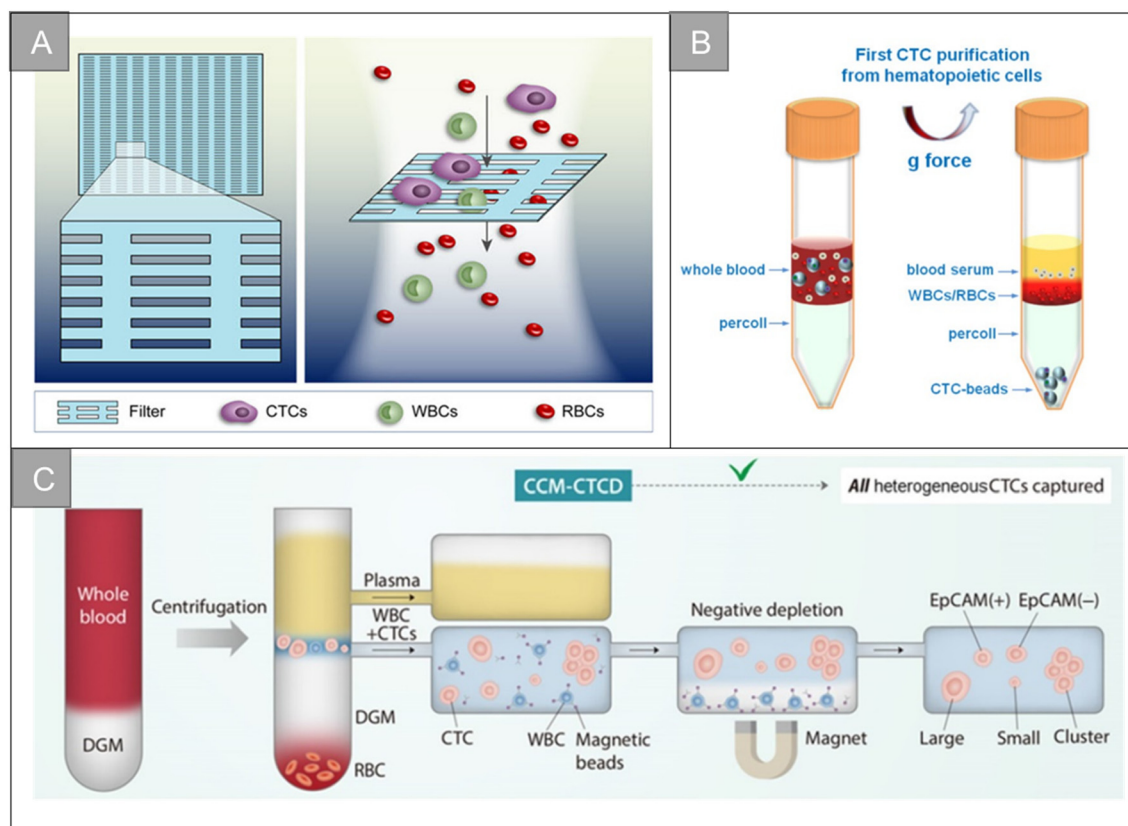 A
Filter
CTCs
WBCs
RBCs
B
First CTC purification
from hematopoietic cells
g force
whole blood
percoll
blood serum
WBCs/RBCs
percoll
CTC-beads
C
CCM-CTCD
All heterogeneous CTCs captured
Whole
blood
DGM
Centrifugation
DGM
RBC
Plasma
WBC
+CTCs
CTC
WBC
Magnetic
beads
Negative depletion
Magnet
EpCAM(+)
EpCAM(−)
Large
Small
Cluster